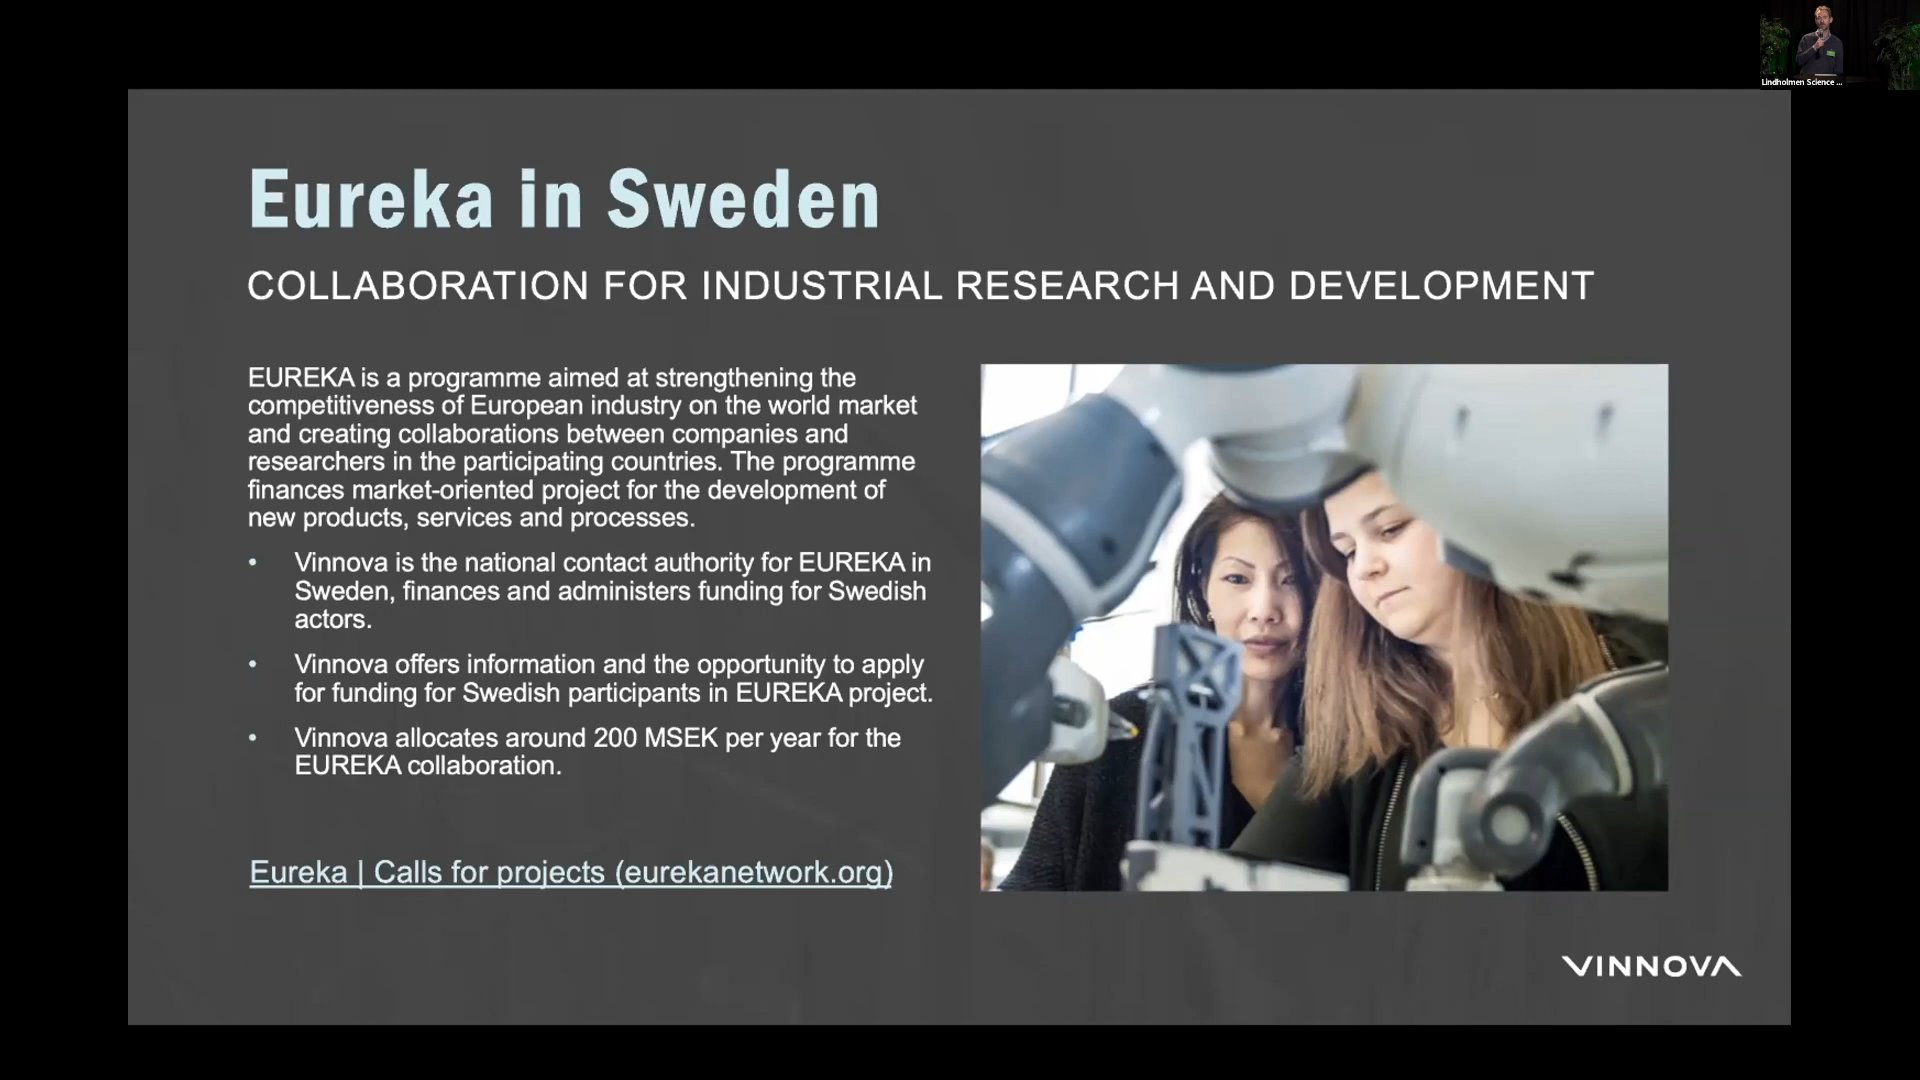 Lindholmen Science ...
Eureka in Sweden
COLLABORATION FOR INDUSTRIAL RESEARCH AND DEVELOPMENT
EUREKA is a programme aimed at strengthening the
competitiveness of European industry on the world market
and creating collaborations between companies and
researchers in the participating countries. The programme
finances market-oriented project for the development of
new products, services and processes.
• Vinnova is the national contact authority for EUREKA in
Sweden, finances and administers funding for Swedish
actors.
• Vinnova offers information and the opportunity to apply
for funding for Swedish participants in EUREKA project.
• Vinnova allocates around 200 MSEK per year for the
EUREKA collaboration.
Eureka | Calls for projects (eurekanetwork.org)
VINNOVA